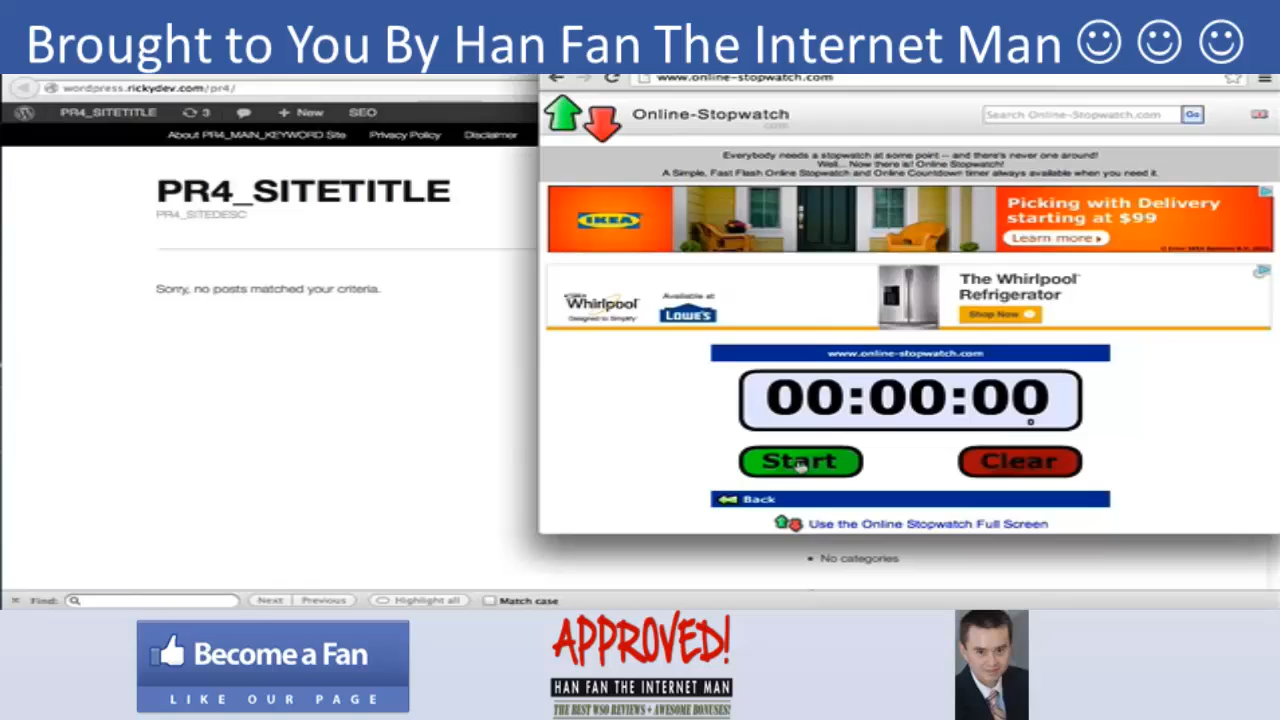 Brought to You By Han Fan The Internet Man
wordpress.rickydev.com/pr4/
PR4_SITETITLE 3 + New SEO
About PR4_MAIN_KEYWORD Site Privacy Policy Disclaimer
PR4_SITETITLE
PR4_SITEDESC
Sorry, no posts matched your criteria.
www.online-stopwatch.com
Online-Stopwatch
.com
Search Online-Stopwatch.com Go
Everybody needs a stopwatch at some point -- and there's never one around!
Well... Now there is! Online Stopwatch!
A Simple, Fast Flash Online Stopwatch and Online Countdown timer always available when you need it.
IKEA
Picking with Delivery
starting at $99
Learn more
Whirlpool
Designed to Simplify
Available at
LOWE'S
The Whirlpool
Refrigerator
Shop Now
www.online-stopwatch.com
00:00:00
0
Start Clear
Back
Use the Online Stopwatch Full Screen
• No categories
× Find: Next Previous Highlight all Match case
Become a Fan
LIKE OUR PAGE
APPROVED!
HAN FAN THE INTERNET MAN
THE BEST WSO REVIEWS + AWESOME BONUSES!